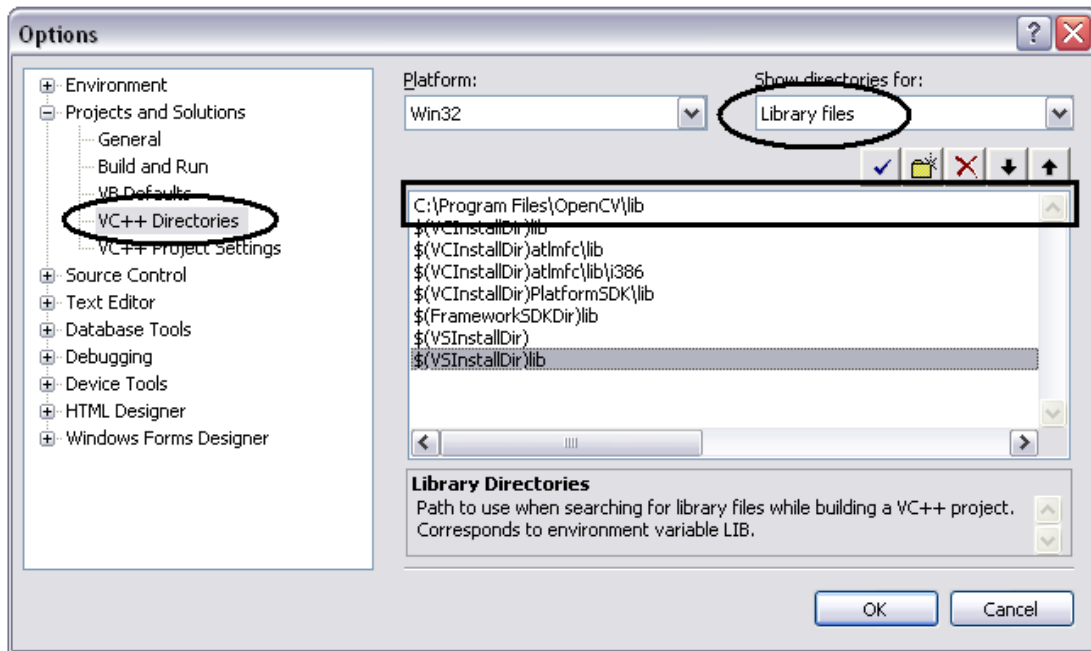 Options
Environment
Projects and Solutions
General
Build and Run
VB Defaults
VC++ Directories
VC++ Project Settings
Source Control
Text Editor
Database Tools
Debugging
Device Tools
HTML Designer
Windows Forms Designer
Platform:
Win32
Show directories for:
Library files
C:\Program Files\OpenCV\lib
$(VCInstallDir)lib
$(VCInstallDir)atlmfc\lib
$(VCInstallDir)atlmfc\lib\i386
$(VCInstallDir)PlatformSDK\lib
$(FrameworkSDKDir)lib
$(VSInstallDir)
$(VSInstallDir)lib
Library Directories
Path to use when searching for library files while building a VC++ project.
Corresponds to environment variable LIB.
OK
Cancel